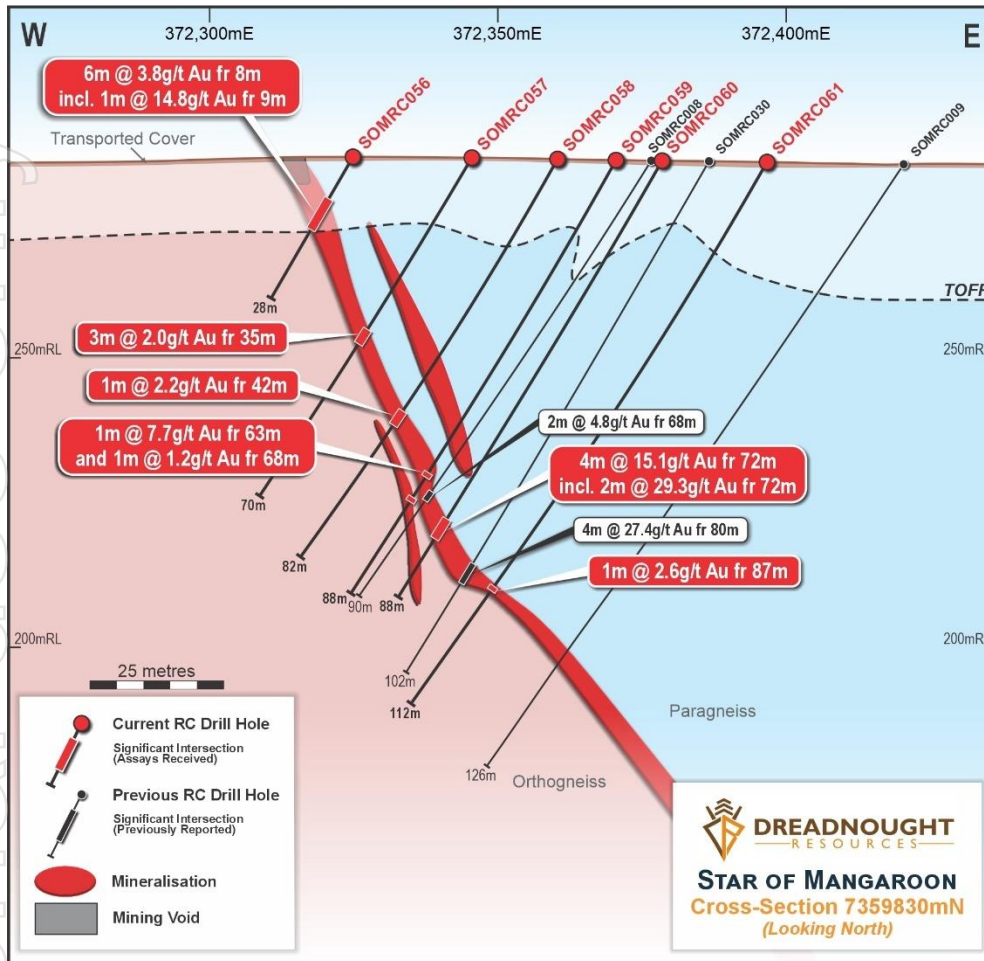 W
372,300mE
372,350mE
372,400mE
E
6m @ 3.8g/t Au fr 8m
incl. 1m @ 14.8g/t Au fr 9m
SOMRC056
SOMRC057
SOMRC058
SOMRC059
SOMRC008
SOMRC060
SOMRC030
SOMRC061
SOMRC009
Transported Cover
28m
TOFR
3m @ 2.0g/t Au fr 35m
250mRL
250mRL
1m @ 2.2g/t Au fr 42m
1m @ 7.7g/t Au fr 63m
and 1m @ 1.2g/t Au fr 68m
2m @ 4.8g/t Au fr 68m
4m @ 15.1g/t Au fr 72m
incl. 2m @ 29.3g/t Au fr 72m
4m @ 27.4g/t Au fr 80m
1m @ 2.6g/t Au fr 87m
70m
82m
88m
90m
88m
200mRL
200mRL
102m
112m
126m
25 metres
Paragneiss
Orthogneiss
Current RC Drill Hole
Significant Intersection
(Assays Received)
Previous RC Drill Hole
Significant Intersection
(Previously Reported)
Mineralisation
Mining Void
DREADNOUGHT
RESOURCES
STAR OF MANGAROON
Cross-Section 7359830mN
(Looking North)